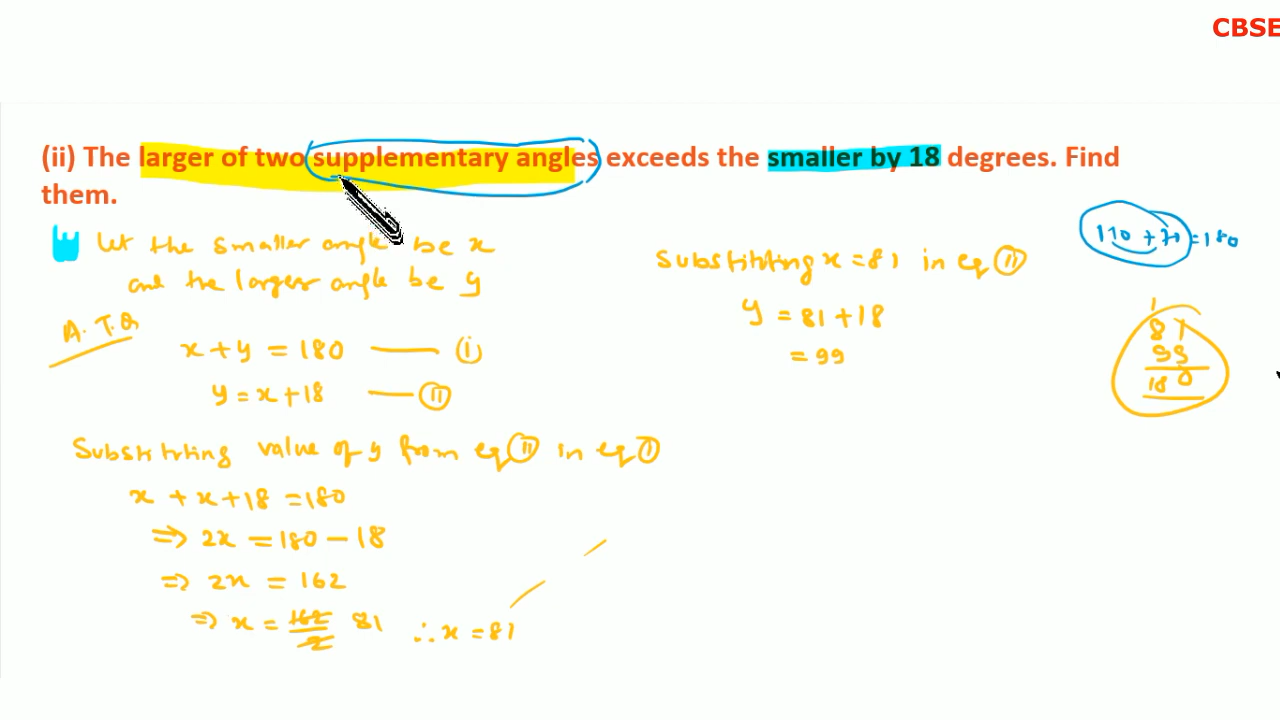 CBSE
(ii) The larger of two supplementary angles exceeds the smaller by 18 degrees. Find
them.
Let the smaller angle be x
and the larger angle be y
A.T.Q
x + y = 180 — (i)
y = x + 18 — (ii)
Substituting value of y from eq (ii) in eq (i)
x + x + 18 = 180
⇒ 2x = 180 − 18
⇒ 2x = 162
⇒ x = 162/2 81 ∴ x = 81
Substituting x = 81 in eq (ii)
y = 81 + 18
= 99
110 + 70 = 180
1
81
99
180